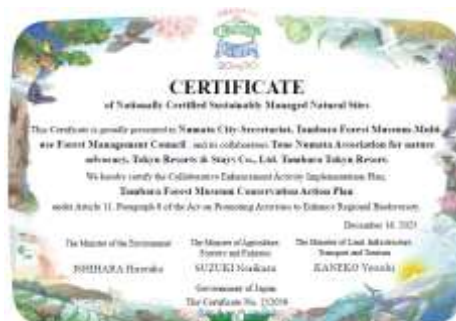 CERTIFICATE
of Nationally Certified Sustainably Managed Natural Sites
This Certificate is proudly presented to Numata City Secretariat, Tambara Forest Museum Multi-
use Forest Management Council and its collaborators Tone Numata Association for nature
advocacy, Tokyu Resorts & Stays Co., Ltd. Tambara Tokyu Resort.
We hereby certify the Collaborative Enhancement Activity Implementation Plan,
Tambara Forest Museum Conservation Action Plan
under Article 11, Paragraph 8 of the Act on Promoting Activities to Enhance Regional Biodiversity.
December 16, 2025
The Minister of the Environment
The Minister of Agriculture, Forestry and Fisheries
The Minister of Land, Infrastructure, Transport and Tourism
ISHIHARA Hirotaka
SUZUKI Norikazu
KANEKO Yasushi
Government of Japan
The Certificate No.